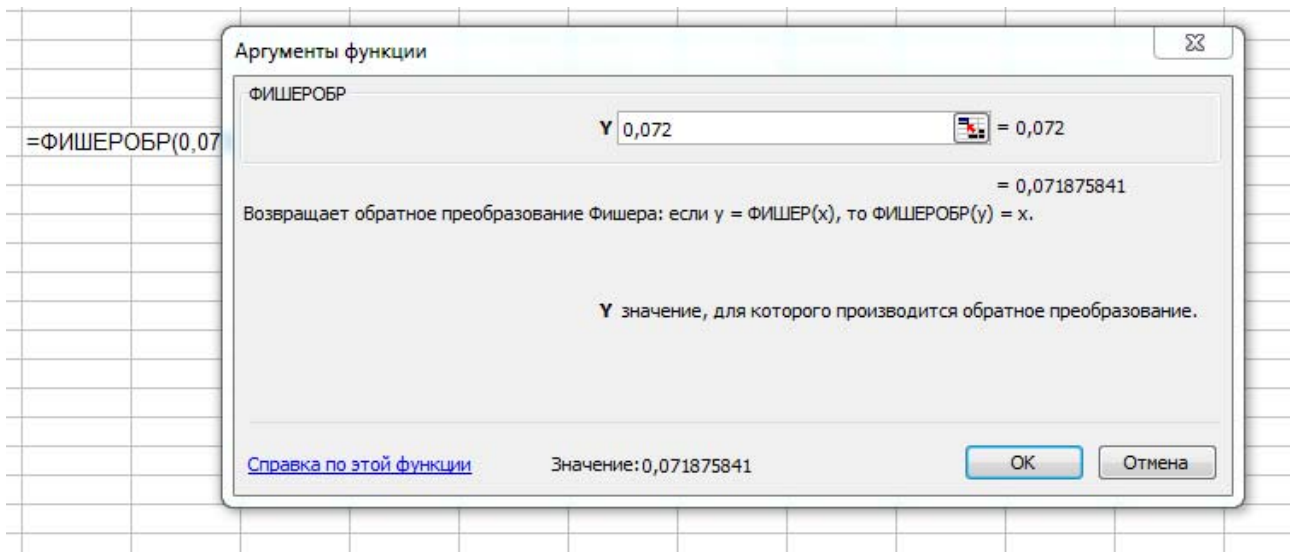 Аргументы функции
ФИШЕРОБР
Y 0,072 = 0,072
=ФИШЕРОБР(0,07
= 0,071875841
Возвращает обратное преобразование Фишера: если y = ФИШЕР(x), то ФИШЕРОБР(y) = x.
Y значение, для которого производится обратное преобразование.
Справка по этой функции Значение:0,071875841 OK Отмена